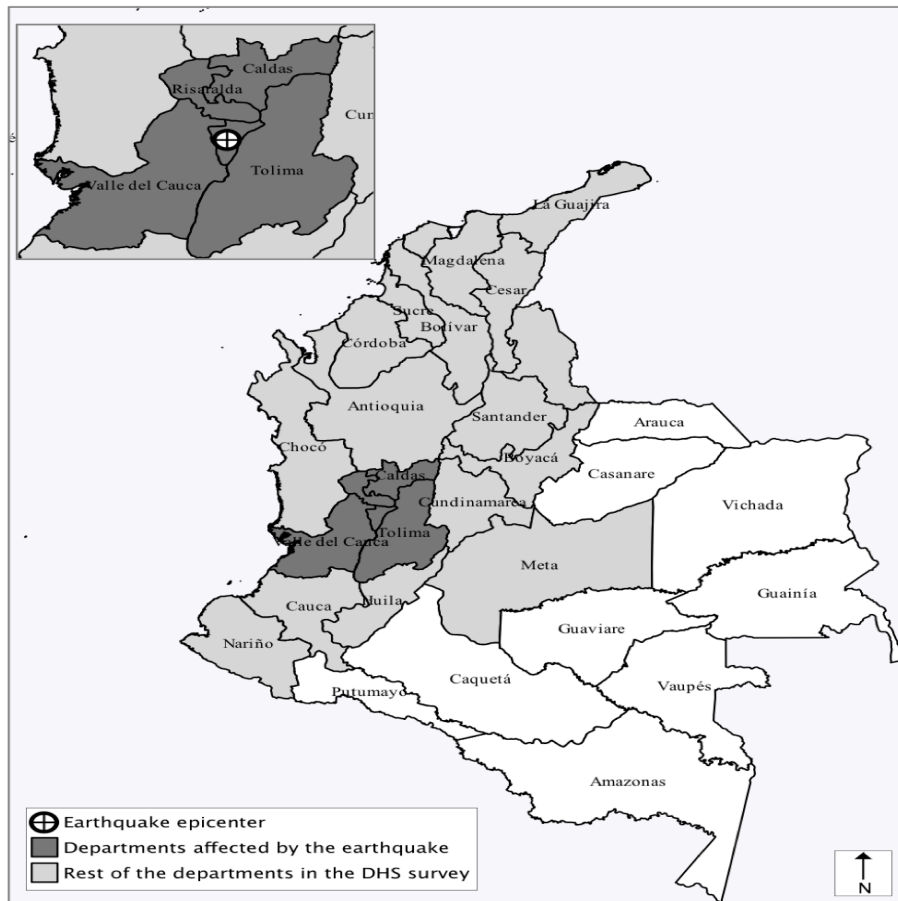 Caldas
Risaralda
Cun
Tolima
Valle del Cauca
La Guajira
Magdalena
Cesar
Sucre
Bolívar
Córdoba
Antioquia
Santander
Arauca
Chocó
Boyacá
Casanare
Caldas
Cundinamarca
Vichada
Tolima
Valle del Cauca
Meta
Guainía
Huila
Cauca
Guaviare
Nariño
Caquetá
Vaupés
Putumayo
Amazonas
Earthquake epicenter
Departments affected by the earthquake
Rest of the departments in the DHS survey
N